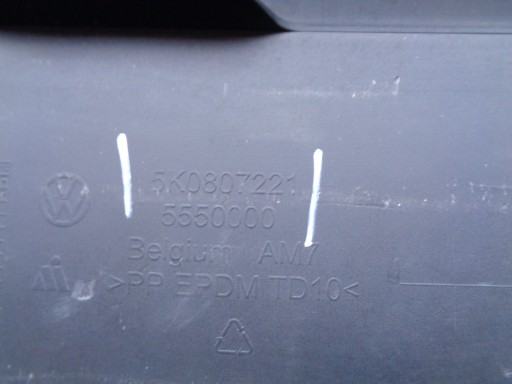 5K0807221
5550000
Belgium AM7
>PP EPDM TD10<